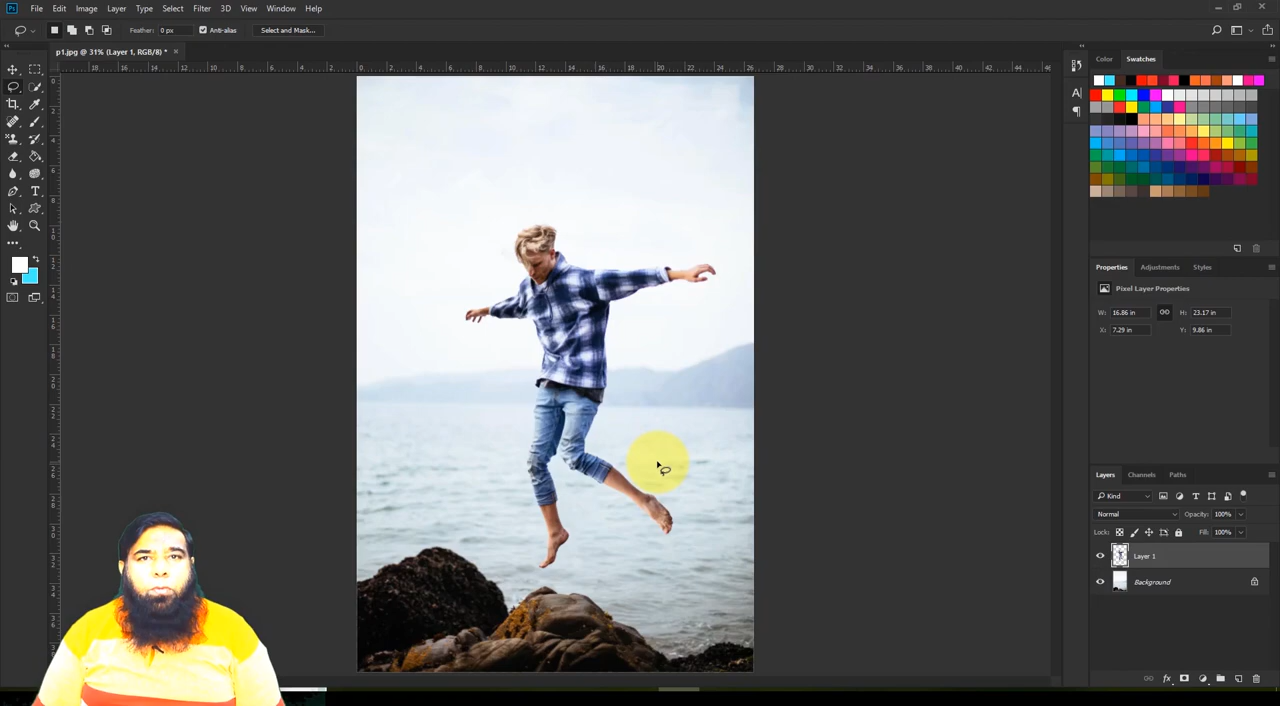 Ps File Edit Image Layer Type Select Filter 3D View Window Help
Feather: 0 px Anti-alias Select and Mask...
p1.jpg @ 31% (Layer 1, RGB/8) * ×
Color Swatches
Properties Adjustments Styles
Pixel Layer Properties
W: 16.86 in H: 23.17 in
X: 7.29 in Y: 9.86 in
Layers Channels Paths
Kind
Normal Opacity: 100%
Lock: Fill: 100%
Layer 1
Background